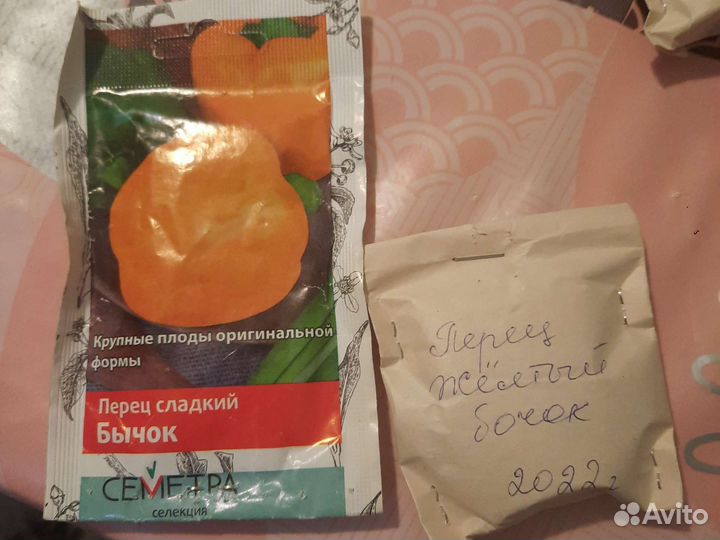 Крупные плоды оригинальной
формы
Перец сладкий
Бычок
СЕМЕТРА
селекция
Перец
жёлтый
бочок
2022г
Avito